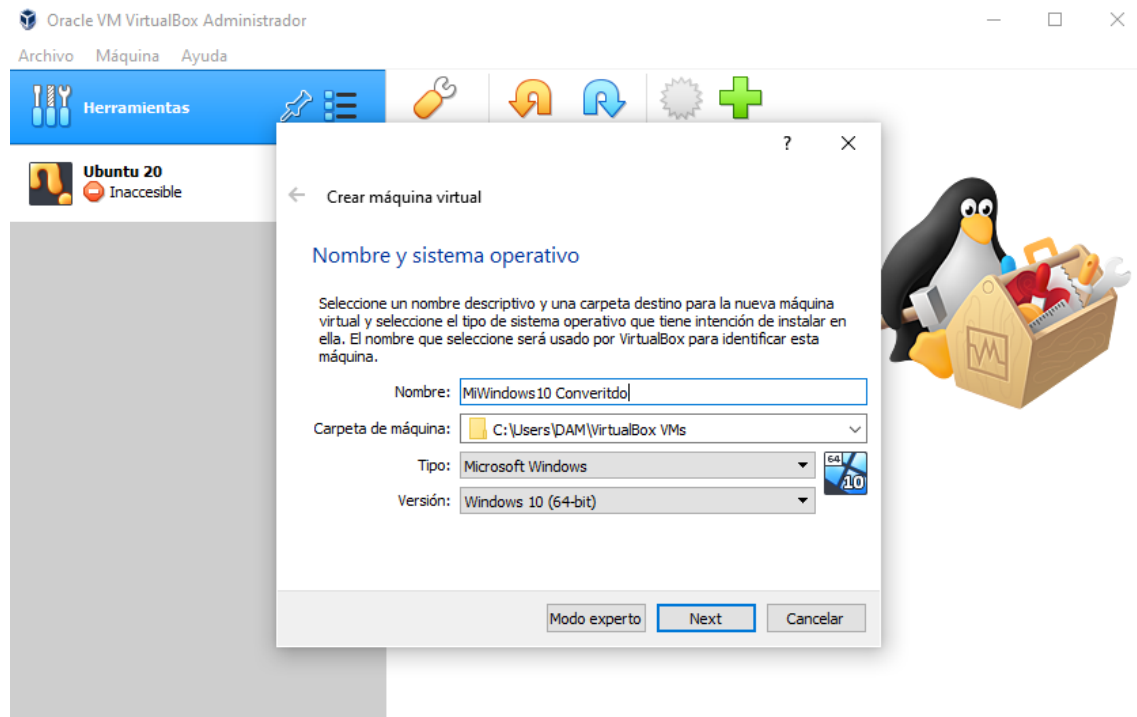 Oracle VM VirtualBox Administrador
Archivo Máquina Ayuda
Herramientas
Ubuntu 20
Inaccesible
?
Crear máquina virtual
Nombre y sistema operativo
Seleccione un nombre descriptivo y una carpeta destino para la nueva máquina
virtual y seleccione el tipo de sistema operativo que tiene intención de instalar en
ella. El nombre que seleccione será usado por VirtualBox para identificar esta
máquina.
Nombre: MiWindows10 Converitdo
Carpeta de máquina: C:\Users\DAM\VirtualBox VMs
Tipo: Microsoft Windows
64
10
Versión: Windows 10 (64-bit)
Modo experto Next Cancelar